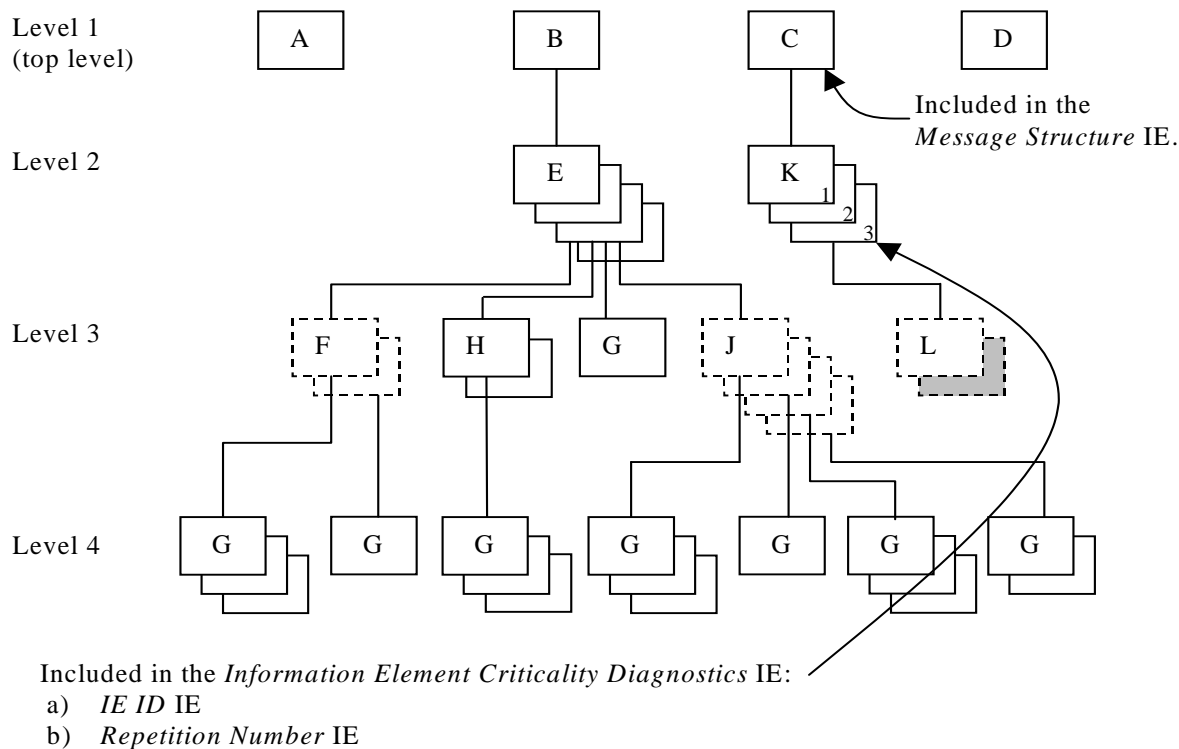 Level 1
(top level)
A
B
C
D
Included in the
Message Structure IE.
Level 2
E
K
1
2
3
Level 3
F
H
G
J
L
Level 4
G
G
G
G
G
G
G
Included in the Information Element Criticality Diagnostics IE:
a) IE ID IE
b) Repetition Number IE